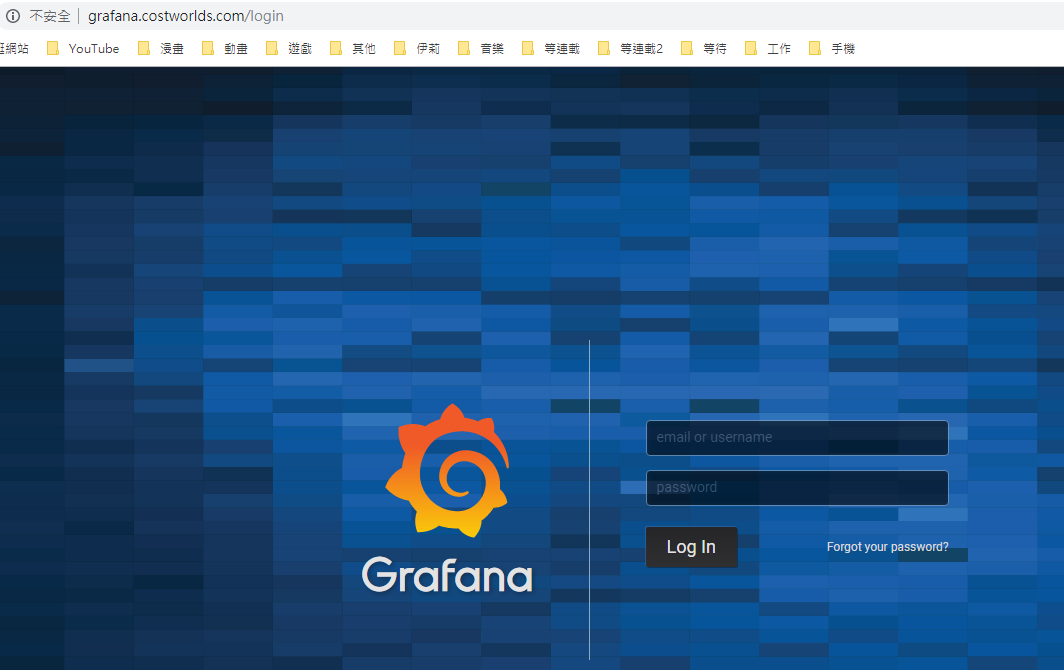 不安全 grafana.costworlds.com/login
逛網站 YouTube 漫畫 動畫 遊戲 其他 伊莉 音樂 等連載 等連載2 等待 工作 手機
email or username
password
Log In Forgot your password?
Grafana